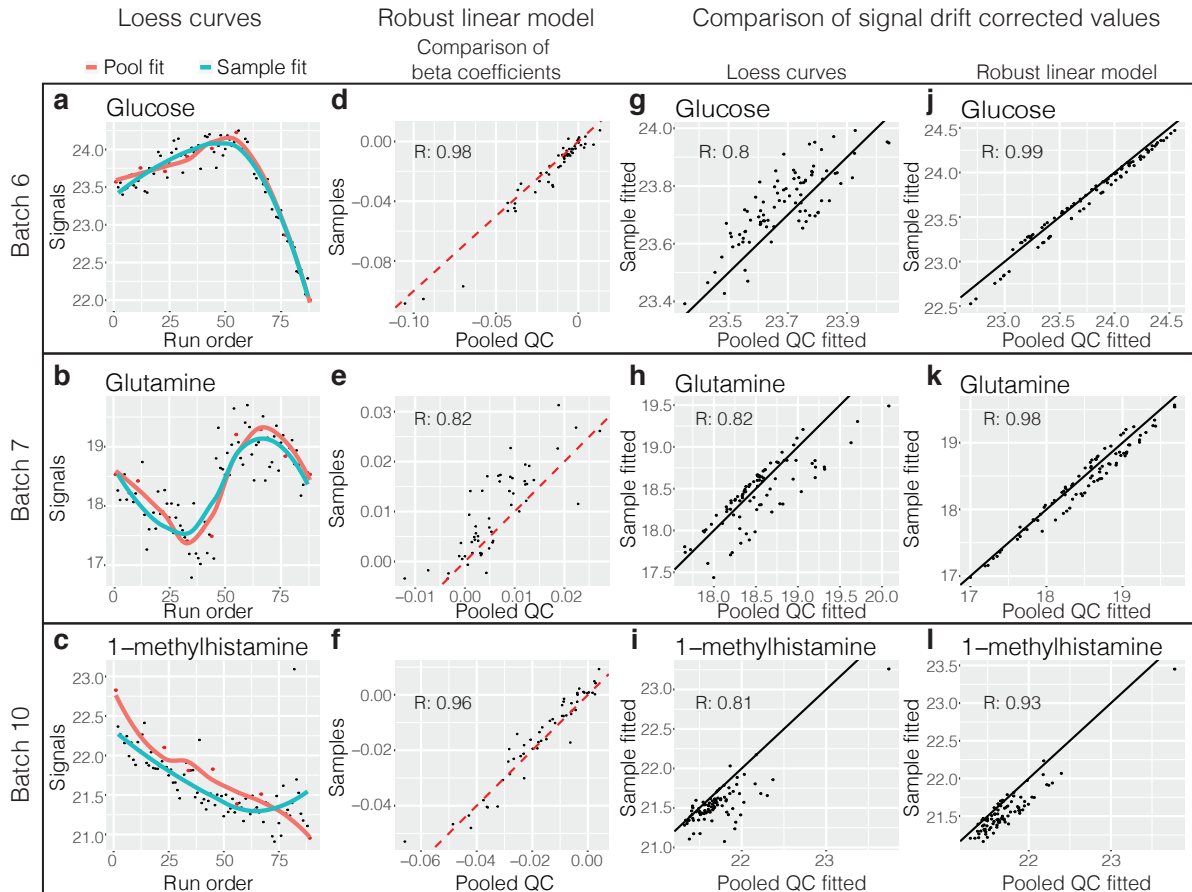 Loess curves
Robust linear model
Comparison of signal drift corrected values
Pool fit
Sample fit
Comparison of
beta coefficients
Loess curves
Robust linear model
Batch 6
a
Glucose
Signals
24.0
23.5
23.0
22.5
22.0
0
25
50
75
Run order
d
R: 0.98
Samples
0.00
−0.04
−0.08
−0.10
−0.05
0
Pooled QC
g
Glucose
R: 0.8
Sample fitted
24.0
23.8
23.6
23.4
23.5
23.7
23.9
Pooled QC fitted
j
Glucose
R: 0.99
Sample fitted
24.5
24.0
23.5
23.0
22.5
23.0
23.5
24.0
24.5
Pooled QC fitted
Batch 7
b
Glutamine
Signals
19
18
17
0
25
50
75
Run order
e
R: 0.82
Samples
0.03
0.02
0.01
0.00
−0.01
0.00
0.01
0.02
Pooled QC
h
Glutamine
R: 0.82
Sample fitted
19.5
19.0
18.5
18.0
17.5
18.0
18.5
19.0
19.5
20.0
Pooled QC fitted
k
Glutamine
R: 0.98
Sample fitted
19
18
17
17
18
19
Pooled QC fitted
Batch 10
c
1−methylhistamine
Signals
23.0
22.5
22.0
21.5
21.0
0
25
50
75
Run order
f
R: 0.96
Samples
0.00
−0.02
−0.04
−0.06
−0.04
−0.02
0.00
Pooled QC
i
1−methylhistamine
R: 0.81
Sample fitted
23.0
22.5
22.0
21.5
21.0
22
23
Pooled QC fitted
l
1−methylhistamine
R: 0.93
Sample fitted
23.5
23.0
22.5
22.0
21.5
21.0
22
23
Pooled QC fitted